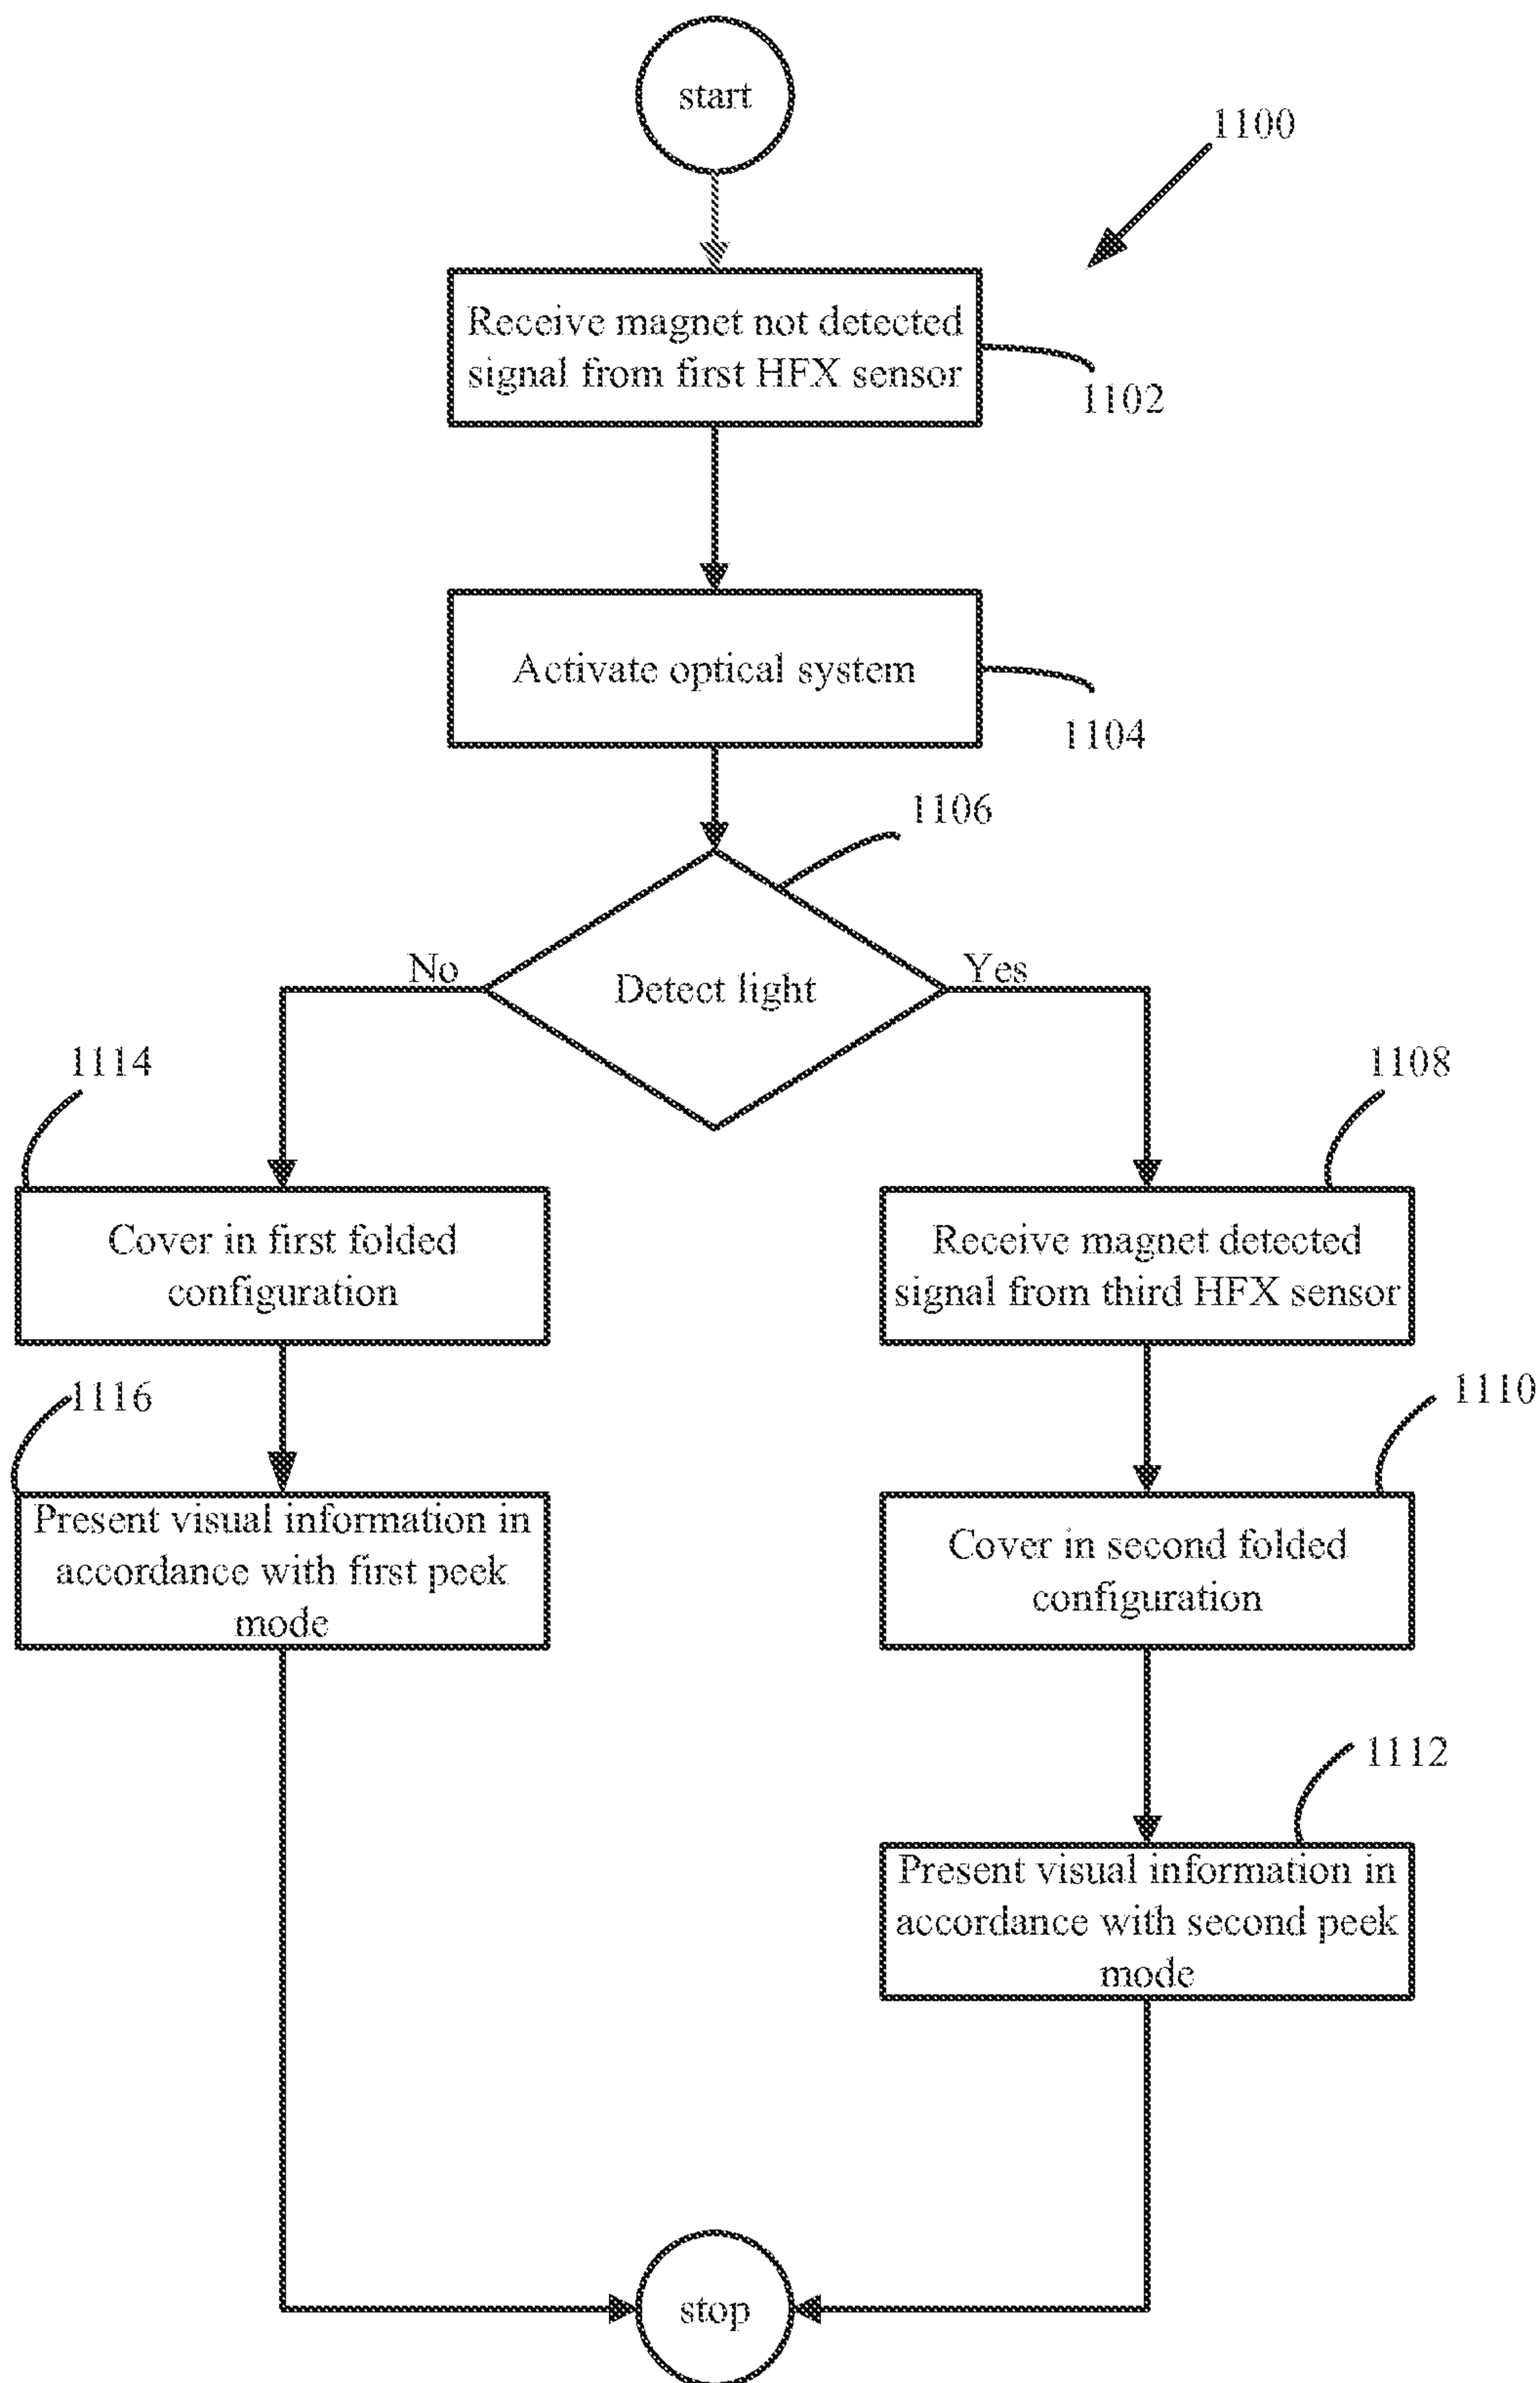 start
1100
Receive magnet not detected
signal from first HFX sensor
1102
Activate optical system
1104
1106
Detect light
No
Yes
1114
Cover in first folded
configuration
1116
Present visual information in
accordance with first peek
mode
1108
Receive magnet detected
signal from third HFX sensor
1110
Cover in second folded
configuration
1112
Present visual information in
accordance with second peek
mode
stop